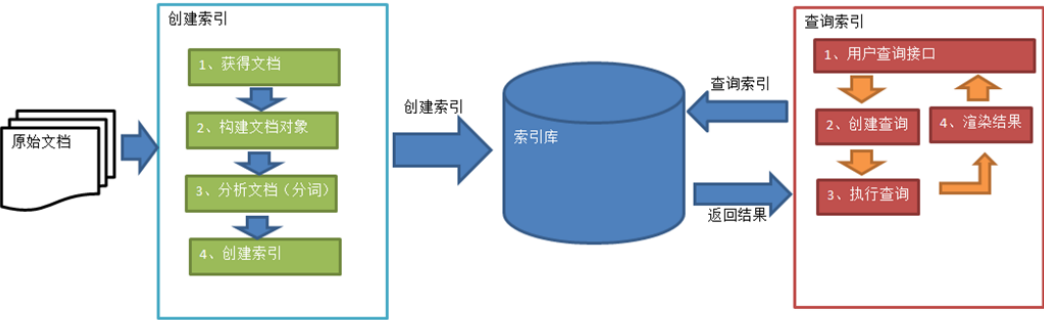 原始文档
创建索引
1、获得文档
2、构建文档对象
3、分析文档（分词）
4、创建索引
创建索引
索引库
查询索引
返回结果
查询索引
1、用户查询接口
2、创建查询
4、渲染结果
3、执行查询